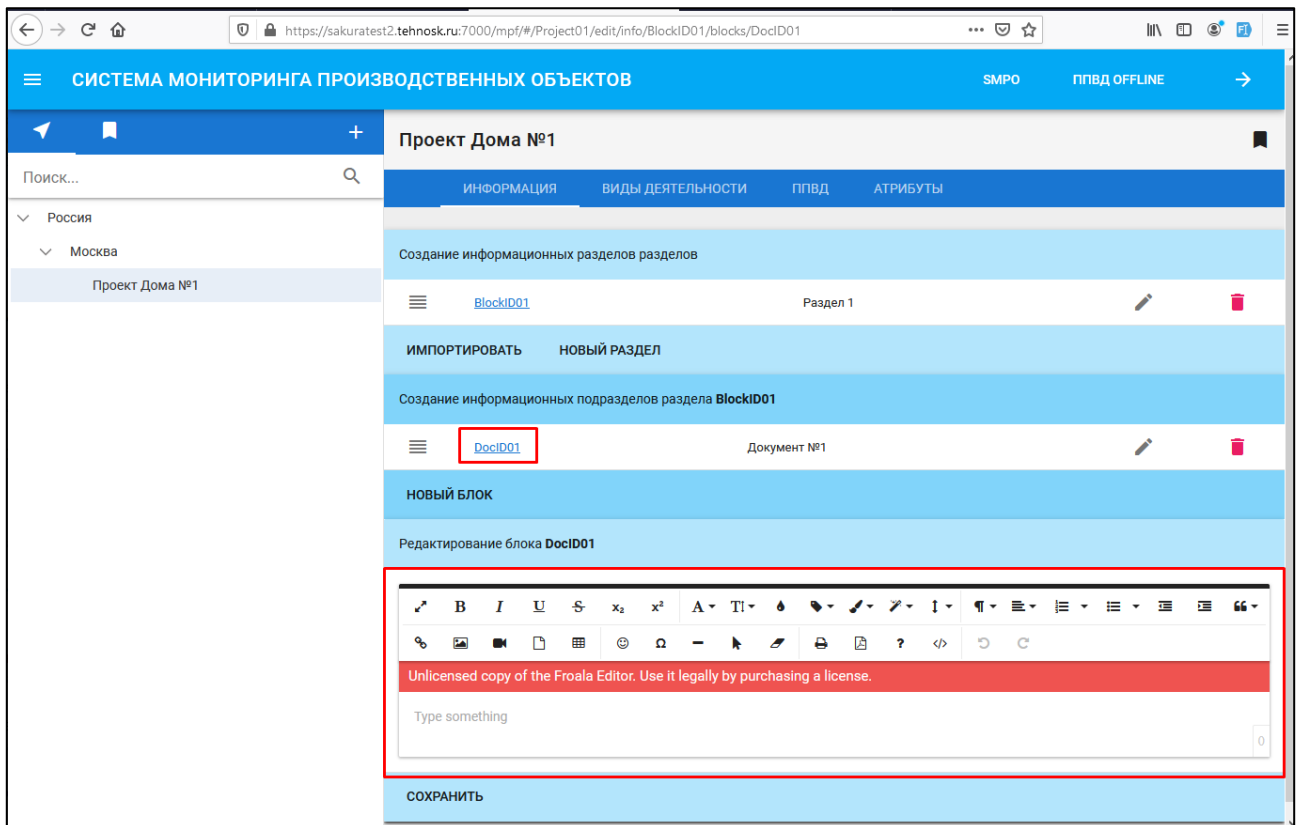 https://sakuratest2.tehnosk.ru:7000/mpf/#/Project01/edit/info/BlockID01/blocks/DocID01
СИСТЕМА МОНИТОРИНГА ПРОИЗВОДСТВЕННЫХ ОБЪЕКТОВ SMPO ППВД OFFLINE
Поиск...
Россия
Москва
Проект Дома №1
Проект Дома №1
ИНФОРМАЦИЯ ВИДЫ ДЕЯТЕЛЬНОСТИ ППВД АТРИБУТЫ
Создание информационных разделов разделов
BlockID01 Раздел 1
ИМПОРТИРОВАТЬ НОВЫЙ РАЗДЕЛ
Создание информационных подразделов раздела BlockID01
DocID01 Документ №1
НОВЫЙ БЛОК
Редактирование блока DocID01
Unlicensed copy of the Froala Editor. Use it legally by purchasing a license.
Type something
0
СОХРАНИТЬ